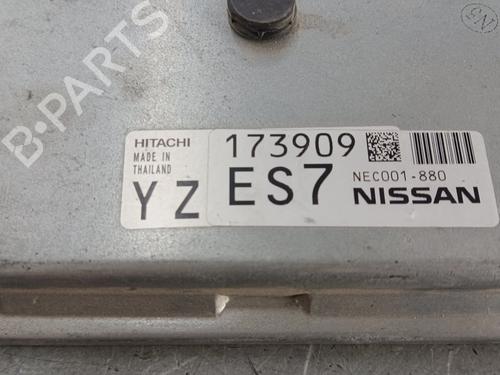 HITACHI
MADE IN
THAILAND
YZ
173909
ES7
NEC001-880
NISSAN
B-PARTS